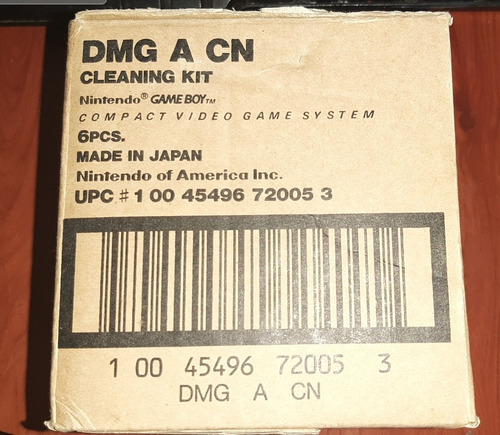 DMG A CN
CLEANING KIT
Nintendo® GAME BOY™
COMPACT VIDEO GAME SYSTEM
6PCS.
MADE IN JAPAN
Nintendo of America Inc.
UPC # 1 00 45496 72005 3
1 00 45496 72005 3
DMG A CN